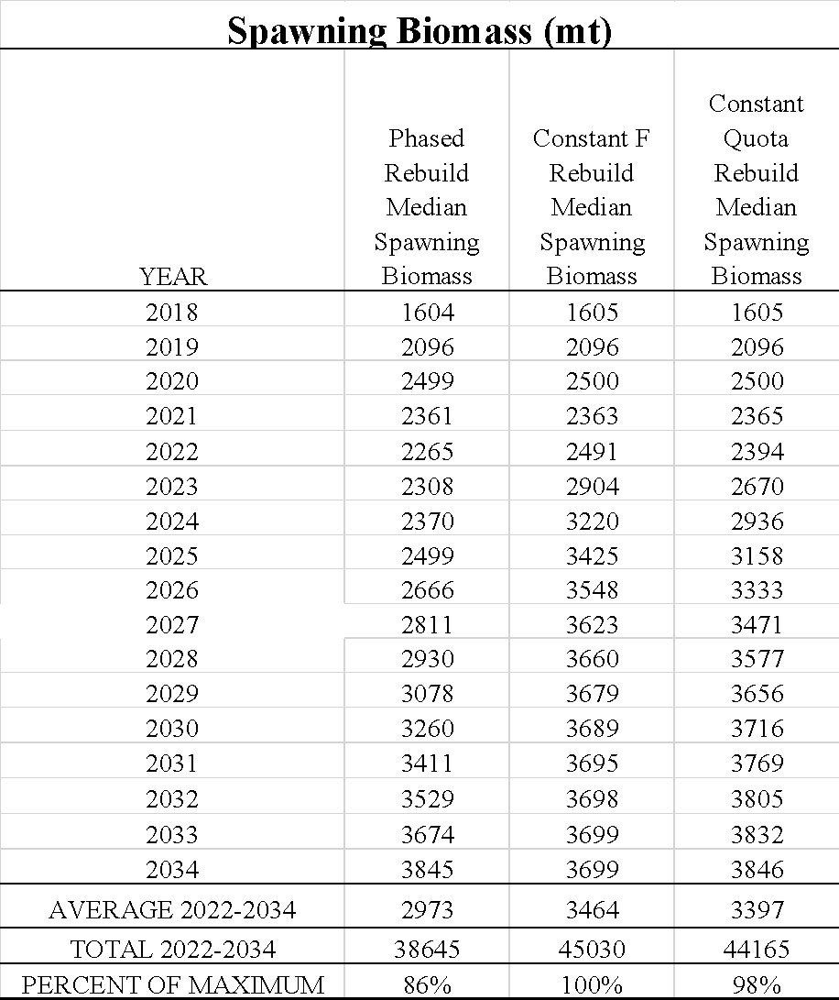 Spawning Biomass (mt)
YEAR Phased Rebuild Median Spawning Biomass Constant F Rebuild Median Spawning Biomass Constant Quota Rebuild Median Spawning Biomass
2018 1604 1605 1605
2019 2096 2096 2096
2020 2499 2500 2500
2021 2361 2363 2365
2022 2265 2491 2394
2023 2308 2904 2670
2024 2370 3220 2936
2025 2499 3425 3158
2026 2666 3548 3333
2027 2811 3623 3471
2028 2930 3660 3577
2029 3078 3679 3656
2030 3260 3689 3716
2031 3411 3695 3769
2032 3529 3698 3805
2033 3674 3699 3832
2034 3845 3699 3846
AVERAGE 2022-2034 2973 3464 3397
TOTAL 2022-2034 38645 45030 44165
PERCENT OF MAXIMUM 86% 100% 98%